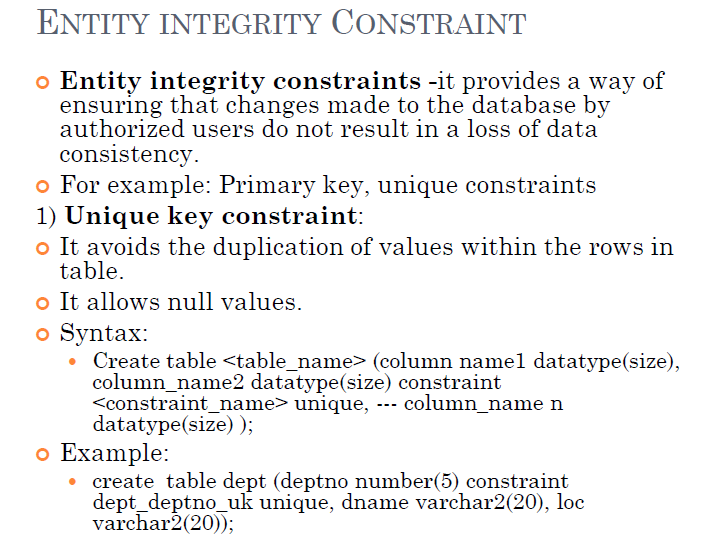 ENTITY INTEGRITY CONSTRAINT
Entity integrity constraints -it provides a way of
ensuring that changes made to the database by
authorized users do not result in a loss of data
consistency.
For example: Primary key, unique constraints
1) Unique key constraint:
It avoids the duplication of values within the rows in
table.
It allows null values.
Syntax:
Create table <table_name> (column name1 datatype(size),
column_name2 datatype(size) constraint
<constraint_name> unique, --- column_name n
datatype(size) );
Example:
create table dept (deptno number(5) constraint
dept_deptno_uk unique, dname varchar2(20), loc
varchar2(20));